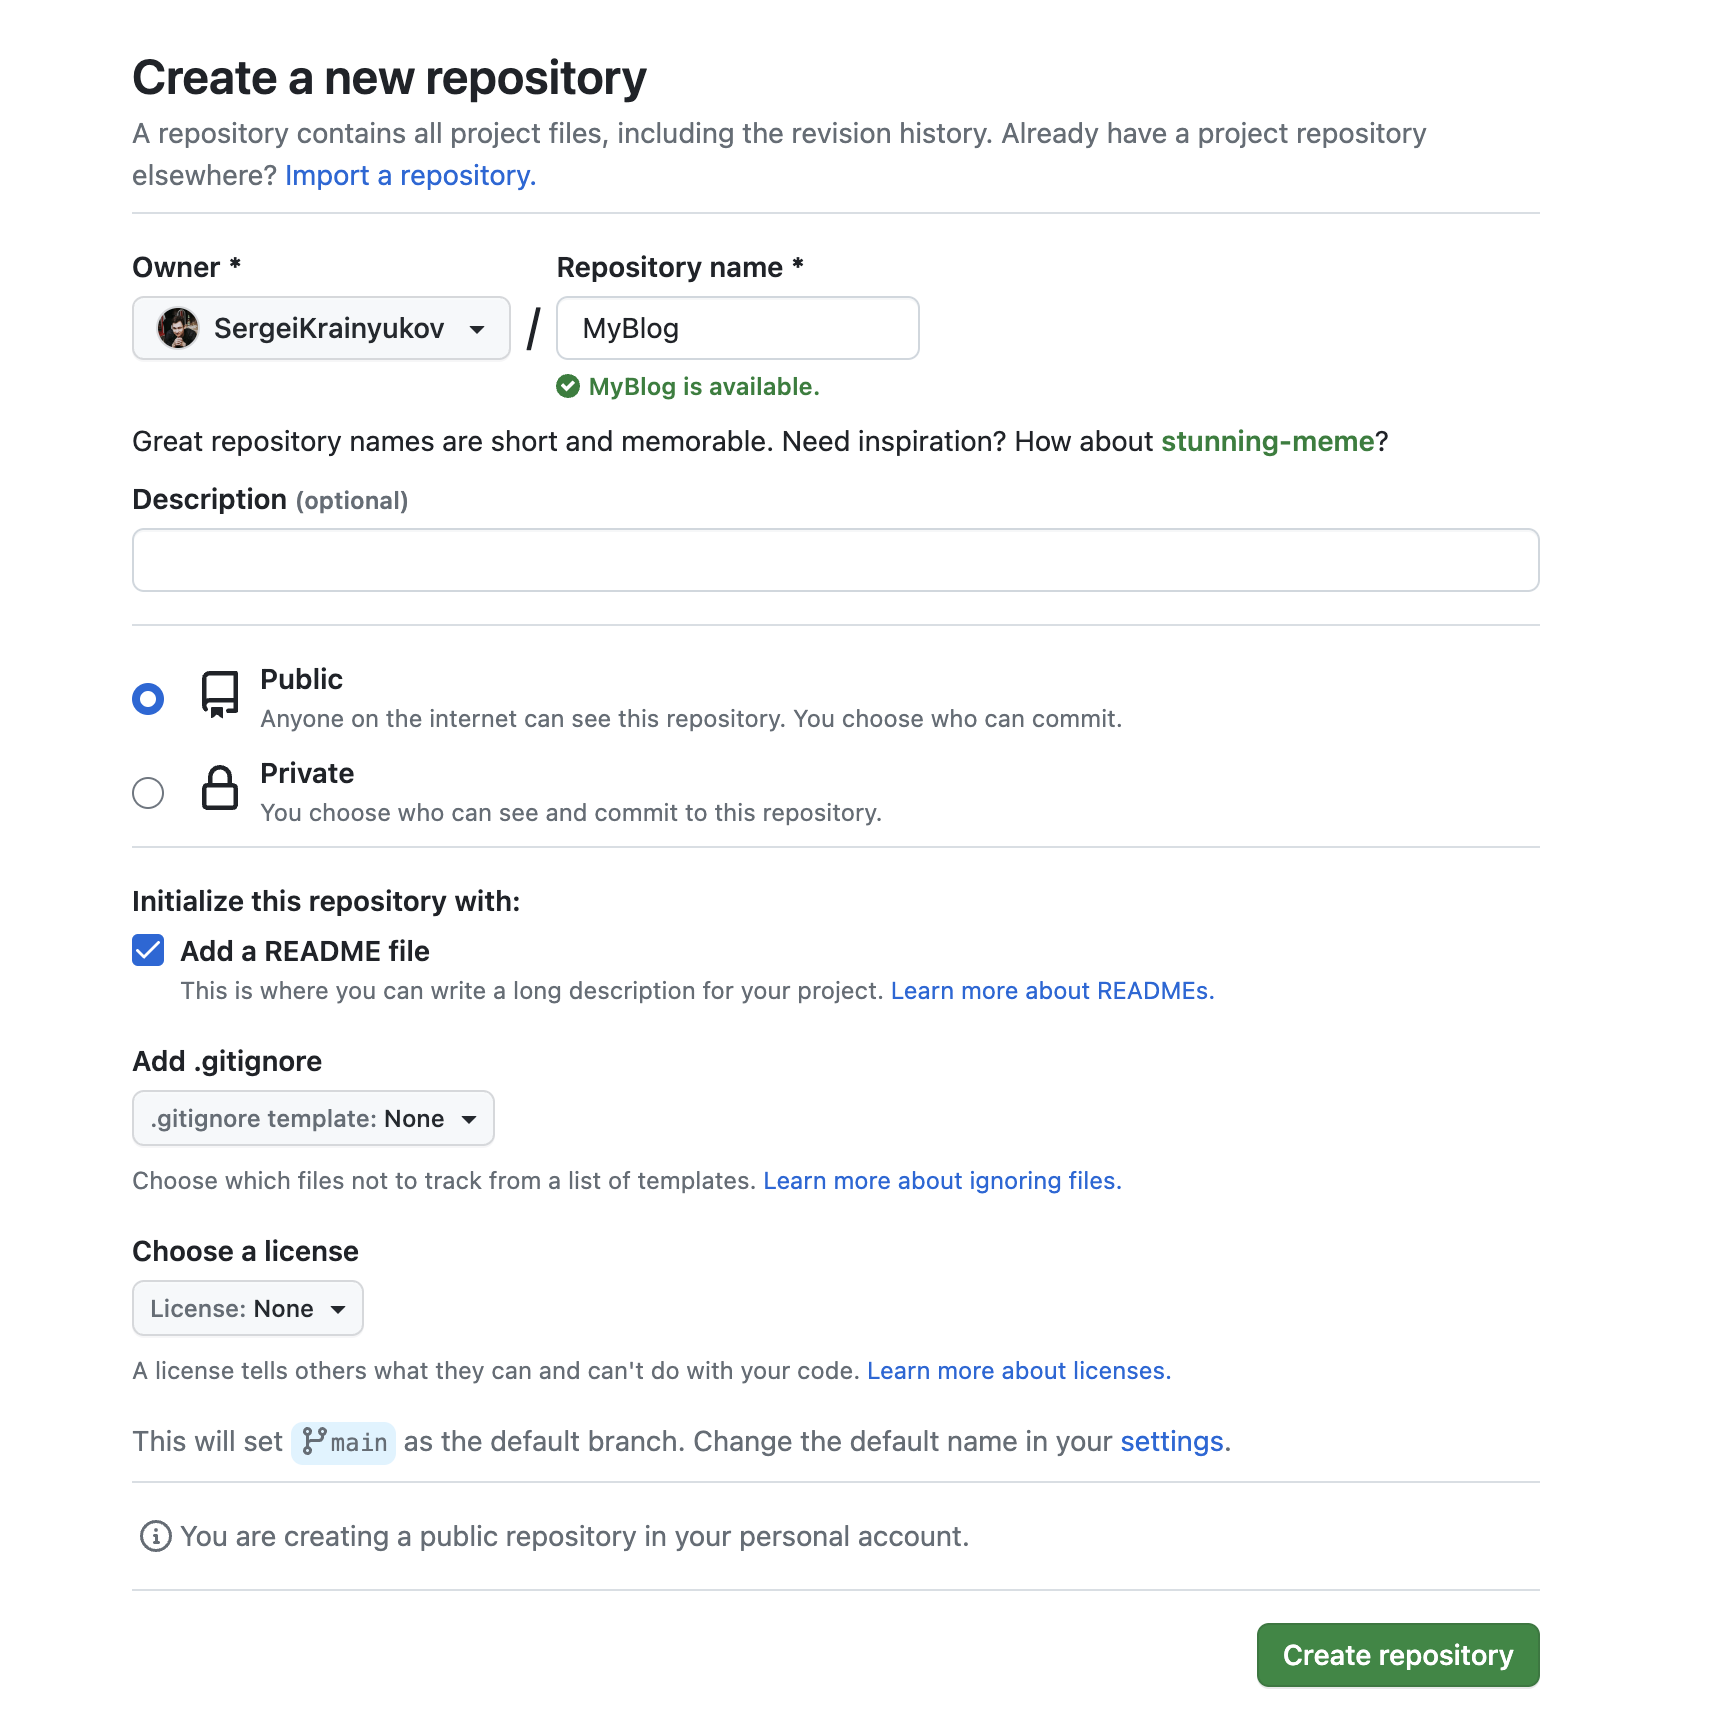 Create a new repository
A repository contains all project files, including the revision history. Already have a project repository
elsewhere? Import a repository.
Owner *
Repository name *
SergeiKrainyukov
/
MyBlog
MyBlog is available.
Great repository names are short and memorable. Need inspiration? How about stunning-meme?
Description (optional)
Public
Anyone on the internet can see this repository. You choose who can commit.
Private
You choose who can see and commit to this repository.
Initialize this repository with:
Add a README file
This is where you can write a long description for your project. Learn more about READMEs.
Add .gitignore
.gitignore template: None
Choose which files not to track from a list of templates. Learn more about ignoring files.
Choose a license
License: None
A license tells others what they can and can't do with your code. Learn more about licenses.
This will set main as the default branch. Change the default name in your settings.
You are creating a public repository in your personal account.
Create repository